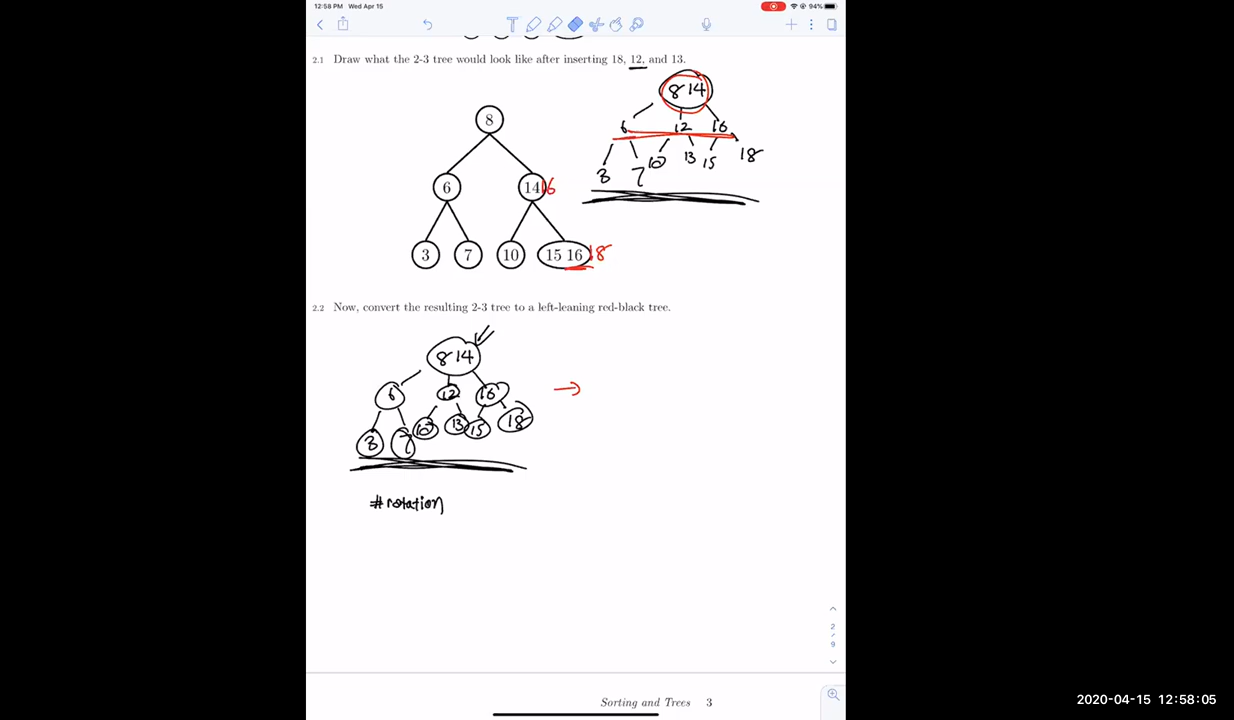 12:58 PM Wed Apr 15
94%
2.1 Draw what the 2-3 tree would look like after inserting 18, 12, and 13.
8 14
8
6 12 16
3 7 10 13 15 18
6 14 16
3 7 10 15 16 18
2.2 Now, convert the resulting 2-3 tree to a left-leaning red-black tree.
8 14
6 12 16
3 7 10 13 15 18
#rotation
2
9
Sorting and Trees 3
2020-04-15 12:58:05